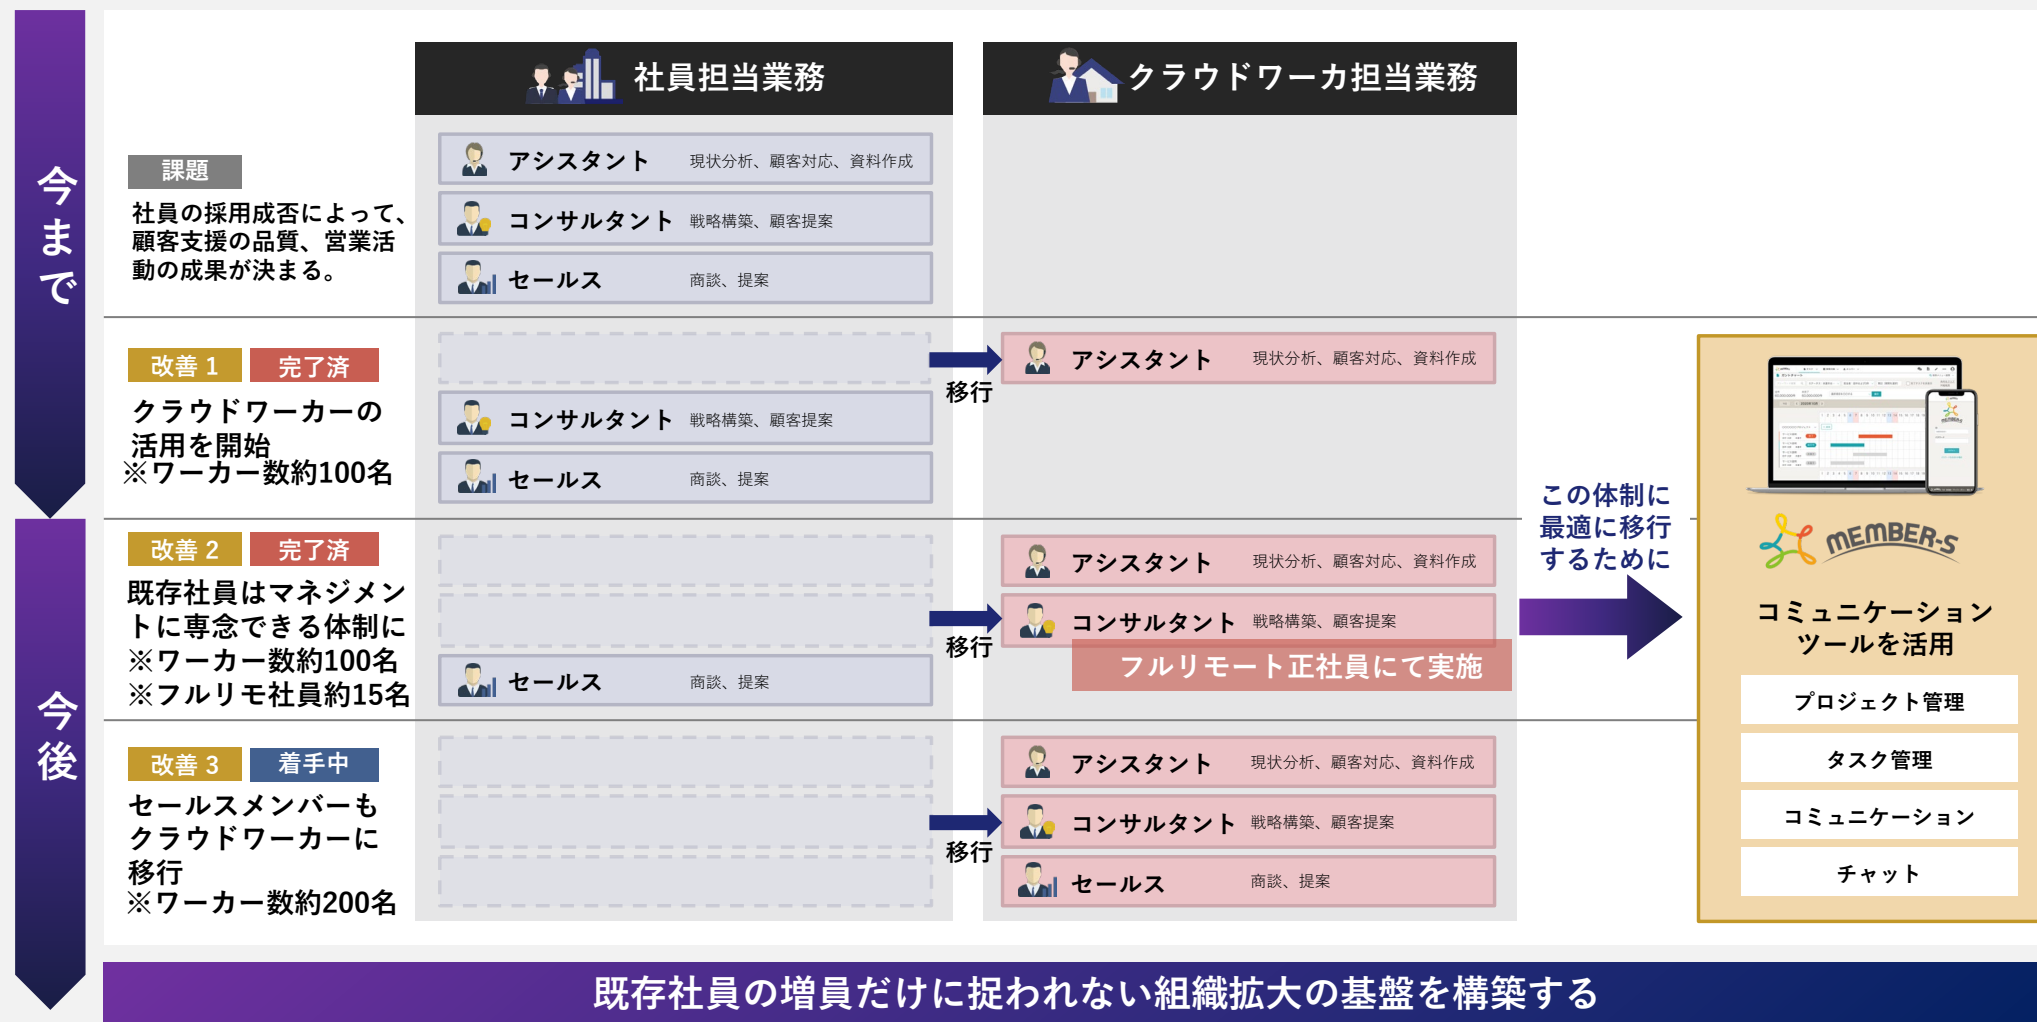 今まで
社員担当業務
クラウドワーカ担当業務
課題
社員の採用成否によって、
顧客支援の品質、営業活
動の成果が決まる。
アシスタント 現状分析、顧客対応、資料作成
コンサルタント 戦略構築、顧客提案
セールス 商談、提案
改善 1 完了済
クラウドワーカーの
活用を開始
※ワーカー数約100名
移行
アシスタント 現状分析、顧客対応、資料作成
コンサルタント 戦略構築、顧客提案
セールス 商談、提案
今後
改善 2 完了済
既存社員はマネジメン
トに専念できる体制に
※ワーカー数約100名
※フルリモ社員約15名
セールス 商談、提案
移行
アシスタント 現状分析、顧客対応、資料作成
コンサルタント 戦略構築、顧客提案
フルリモート正社員にて実施
改善 3 着手中
セールスメンバーも
クラウドワーカーに
移行
※ワーカー数約200名
移行
アシスタント 現状分析、顧客対応、資料作成
コンサルタント 戦略構築、顧客提案
セールス 商談、提案
この体制に
最適に移行
するために
MEMBER-S
コミュニケーション
ツールを活用
プロジェクト管理
タスク管理
コミュニケーション
チャット
既存社員の増員だけに捉われない組織拡大の基盤を構築する